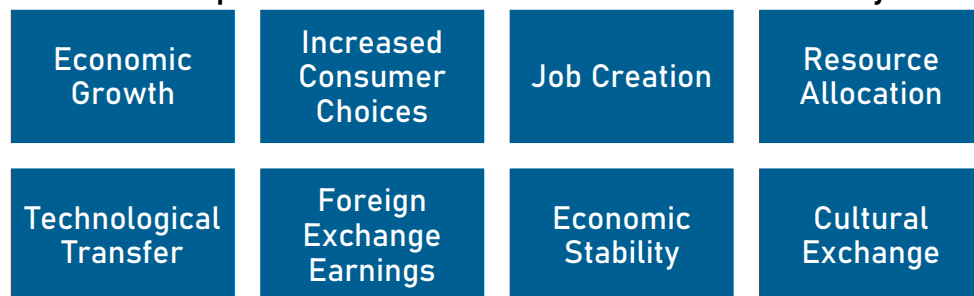 Economic
Growth
Increased
Consumer
Choices
Job Creation
Resource
Allocation
Technological
Transfer
Foreign
Exchange
Earnings
Economic
Stability
Cultural
Exchange